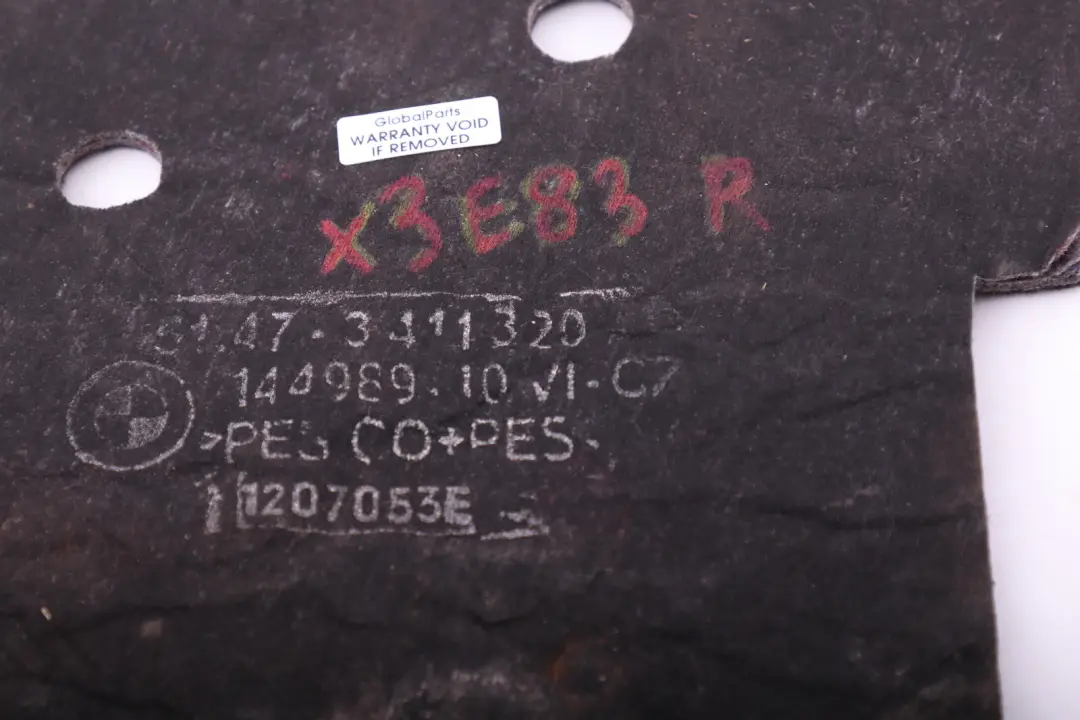 GlobalParts
WARRANTY VOID
IF REMOVED
X3E83 R
51.47-3411320
144989.10 VI-C7
>PES CO+PES<
1207053E